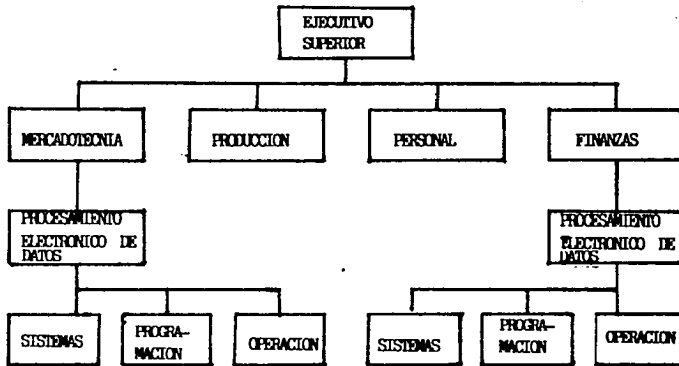 EJECUTIVO
SUPERIOR
MERCADOTECNIA
PRODUCCION
PERSONAL
FINANZAS
PROCESAMIENTO
ELECTRONICO DE
DATOS
PROCESAMIENTO
ELECTRONICO DE
DATOS
SISTEMAS
PROGRA-
MACION
OPERACION
SISTEMAS
PROGRA-
MACION
OPERACION